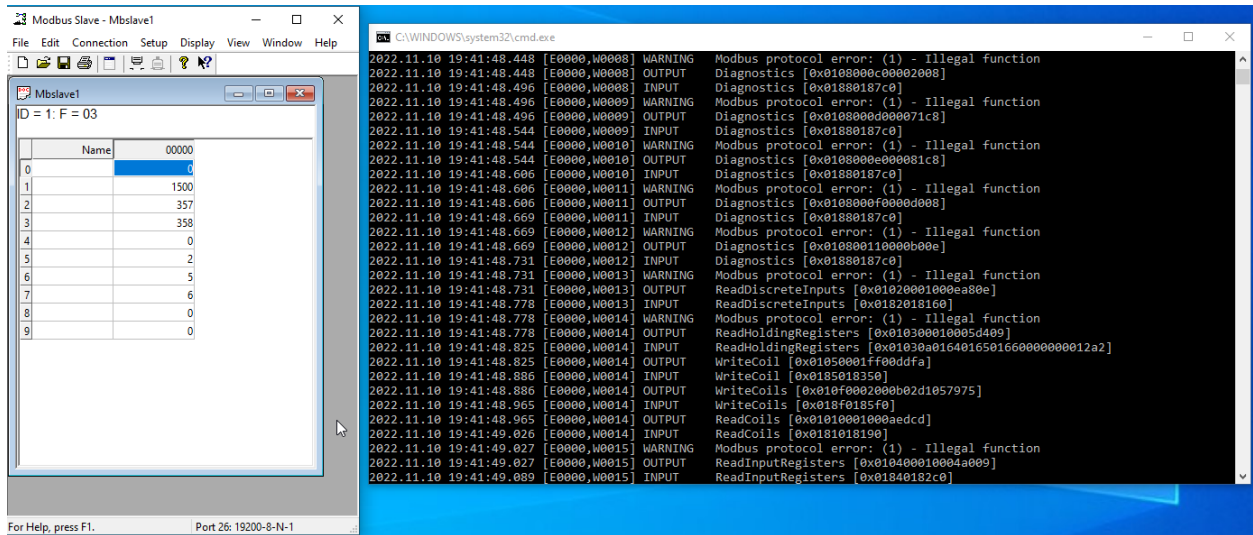 Modbus Slave - Mbslave1
File Edit Connection Setup Display View Window Help
Mbslave1
ID = 1: F = 03
Name 00000
0 0
1 1500
2 357
3 358
4 0
5 2
6 5
7 6
8 0
9 0
For Help, press F1. Port 26: 19200-8-N-1
C:\WINDOWS\system32\cmd.exe
2022.11.10 19:41:48.448 [E0000,W0008] WARNING Modbus protocol error: (1) - Illegal function
2022.11.10 19:41:48.448 [E0000,W0008] OUTPUT Diagnostics [0x0108000c00002008]
2022.11.10 19:41:48.496 [E0000,W0008] INPUT Diagnostics [0x01880187c0]
2022.11.10 19:41:48.496 [E0000,W0009] WARNING Modbus protocol error: (1) - Illegal function
2022.11.10 19:41:48.496 [E0000,W0009] OUTPUT Diagnostics [0x0108000d000071c8]
2022.11.10 19:41:48.544 [E0000,W0009] INPUT Diagnostics [0x01880187c0]
2022.11.10 19:41:48.544 [E0000,W0010] WARNING Modbus protocol error: (1) - Illegal function
2022.11.10 19:41:48.544 [E0000,W0010] OUTPUT Diagnostics [0x0108000e000081c8]
2022.11.10 19:41:48.606 [E0000,W0010] INPUT Diagnostics [0x01880187c0]
2022.11.10 19:41:48.606 [E0000,W0011] WARNING Modbus protocol error: (1) - Illegal function
2022.11.10 19:41:48.606 [E0000,W0011] OUTPUT Diagnostics [0x0108000f0000d008]
2022.11.10 19:41:48.669 [E0000,W0011] INPUT Diagnostics [0x01880187c0]
2022.11.10 19:41:48.669 [E0000,W0012] WARNING Modbus protocol error: (1) - Illegal function
2022.11.10 19:41:48.669 [E0000,W0012] OUTPUT Diagnostics [0x010800110000b00e]
2022.11.10 19:41:48.731 [E0000,W0012] INPUT Diagnostics [0x01880187c0]
2022.11.10 19:41:48.731 [E0000,W0013] WARNING Modbus protocol error: (1) - Illegal function
2022.11.10 19:41:48.731 [E0000,W0013] OUTPUT ReadDiscreteInputs [0x01020001000ea80e]
2022.11.10 19:41:48.778 [E0000,W0013] INPUT ReadDiscreteInputs [0x0182018160]
2022.11.10 19:41:48.778 [E0000,W0014] WARNING Modbus protocol error: (1) - Illegal function
2022.11.10 19:41:48.778 [E0000,W0014] OUTPUT ReadHoldingRegisters [0x010300010005d409]
2022.11.10 19:41:48.825 [E0000,W0014] INPUT ReadHoldingRegisters [0x01030a01640165016600000000012a2]
2022.11.10 19:41:48.825 [E0000,W0014] OUTPUT WriteCoil [0x01050001ff00ddfa]
2022.11.10 19:41:48.886 [E0000,W0014] INPUT WriteCoil [0x0185018350]
2022.11.10 19:41:48.886 [E0000,W0014] OUTPUT WriteCoils [0x010f0002000b02d1057975]
2022.11.10 19:41:48.965 [E0000,W0014] INPUT WriteCoils [0x018f0185f0]
2022.11.10 19:41:48.965 [E0000,W0014] OUTPUT ReadCoils [0x01010001000aedcd]
2022.11.10 19:41:49.026 [E0000,W0014] INPUT ReadCoils [0x0181018190]
2022.11.10 19:41:49.027 [E0000,W0015] WARNING Modbus protocol error: (1) - Illegal function
2022.11.10 19:41:49.027 [E0000,W0015] OUTPUT ReadInputRegisters [0x010400010004a009]
2022.11.10 19:41:49.089 [E0000,W0015] INPUT ReadInputRegisters [0x01840182c0]